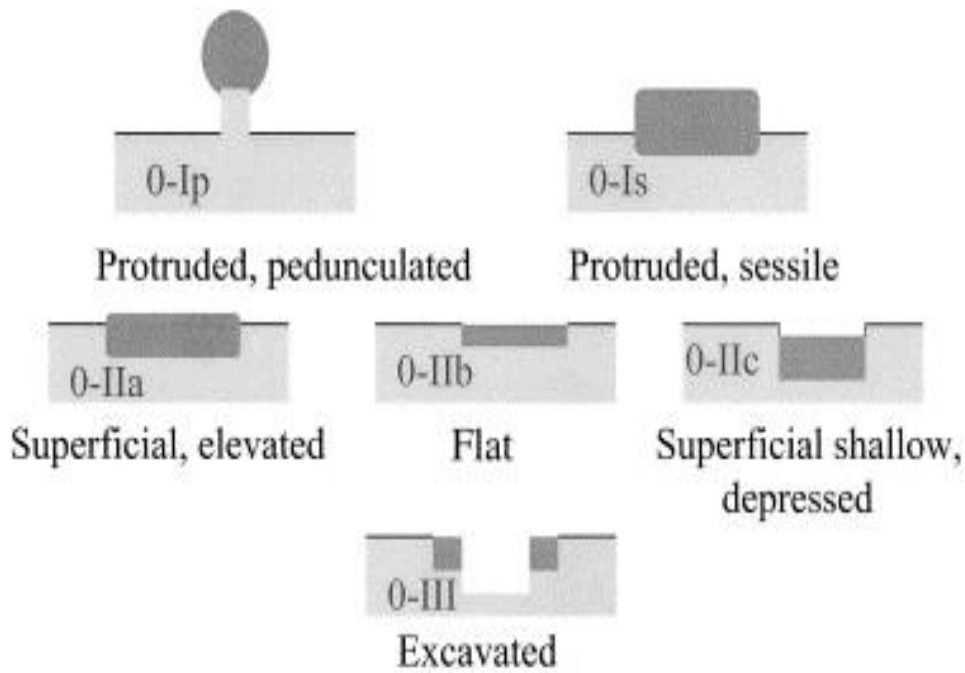 0-Ip
0-Is
Protruded, pedunculated
Protruded, sessile
0-IIa
0-IIb
0-IIc
Superficial, elevated
Flat
Superficial shallow,
depressed
0-III
Excavated